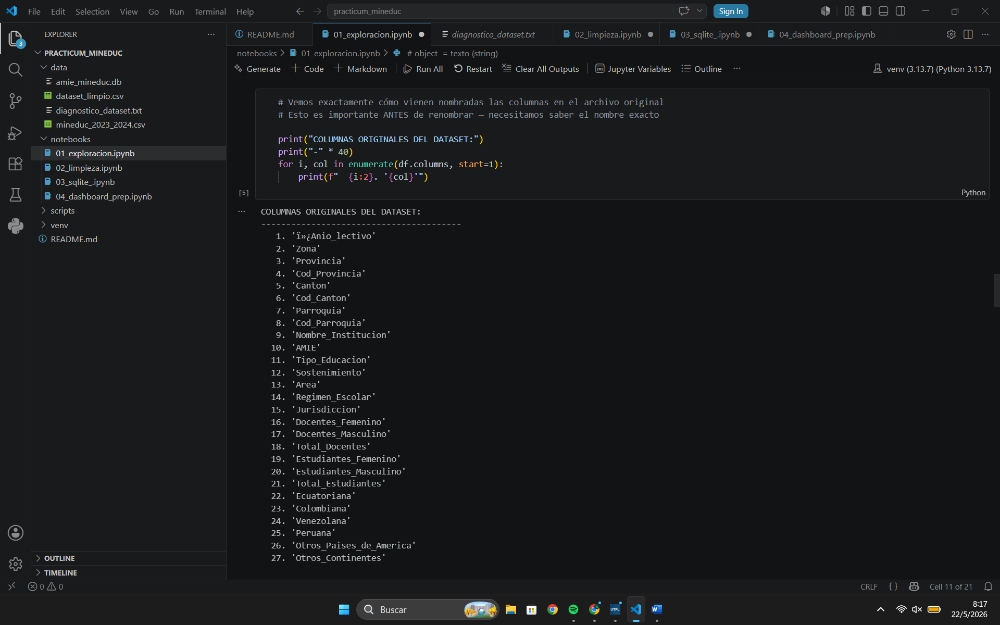 File Edit Selection View Go Run Terminal Help
practicum_mineduc
Sign In
EXPLORER
PRACTICUM_MINEDUC
data
amie_mineduc.db
dataset_limpio.csv
diagnostico_dataset.txt
mineduc_2023_2024.csv
notebooks
01_exploracion.ipynb
02_limpieza.ipynb
03_sqlite_.ipynb
04_dashboard_prep.ipynb
scripts
venv
README.md
OUTLINE
TIMELINE
3
README.md 01_exploracion.ipynb diagnostico_dataset.txt 02_limpieza.ipynb 03_sqlite_.ipynb 04_dashboard_prep.ipynb
notebooks > 01_exploracion.ipynb > # object = texto (string)
Generate + Code + Markdown Run All Restart Clear All Outputs Jupyter Variables Outline ... venv (3.13.7) (Python 3.13.7)
# Vemos exactamente cómo vienen nombradas las columnas en el archivo original
# Esto es importante ANTES de renombrar — necesitamos saber el nombre exacto
print("COLUMNAS ORIGINALES DEL DATASET:")
print("-" * 40)
for i, col in enumerate(df.columns, start=1):
print(f"  {i:2}. '{col}'")
[5]
Python
COLUMNAS ORIGINALES DEL DATASET:
----------------------------------------
1. 'ï»¿Anio_lectivo'
2. 'Zona'
3. 'Provincia'
4. 'Cod_Provincia'
5. 'Canton'
6. 'Cod_Canton'
7. 'Parroquia'
8. 'Cod_Parroquia'
9. 'Nombre_Institucion'
10. 'AMIE'
11. 'Tipo_Educacion'
12. 'Sostenimiento'
13. 'Area'
14. 'Regimen_Escolar'
15. 'Jurisdiccion'
16. 'Docentes_Femenino'
17. 'Docentes_Masculino'
18. 'Total_Docentes'
19. 'Estudiantes_Femenino'
20. 'Estudiantes_Masculino'
21. 'Total_Estudiantes'
22. 'Ecuatoriana'
23. 'Colombiana'
24. 'Venezolana'
25. 'Peruana'
26. 'Otros_Paises_de_America'
27. 'Otros_Continentes'
0 0
CRLF { } Cell 11 of 21
Buscar
UTPL
8:17
22/5/2026